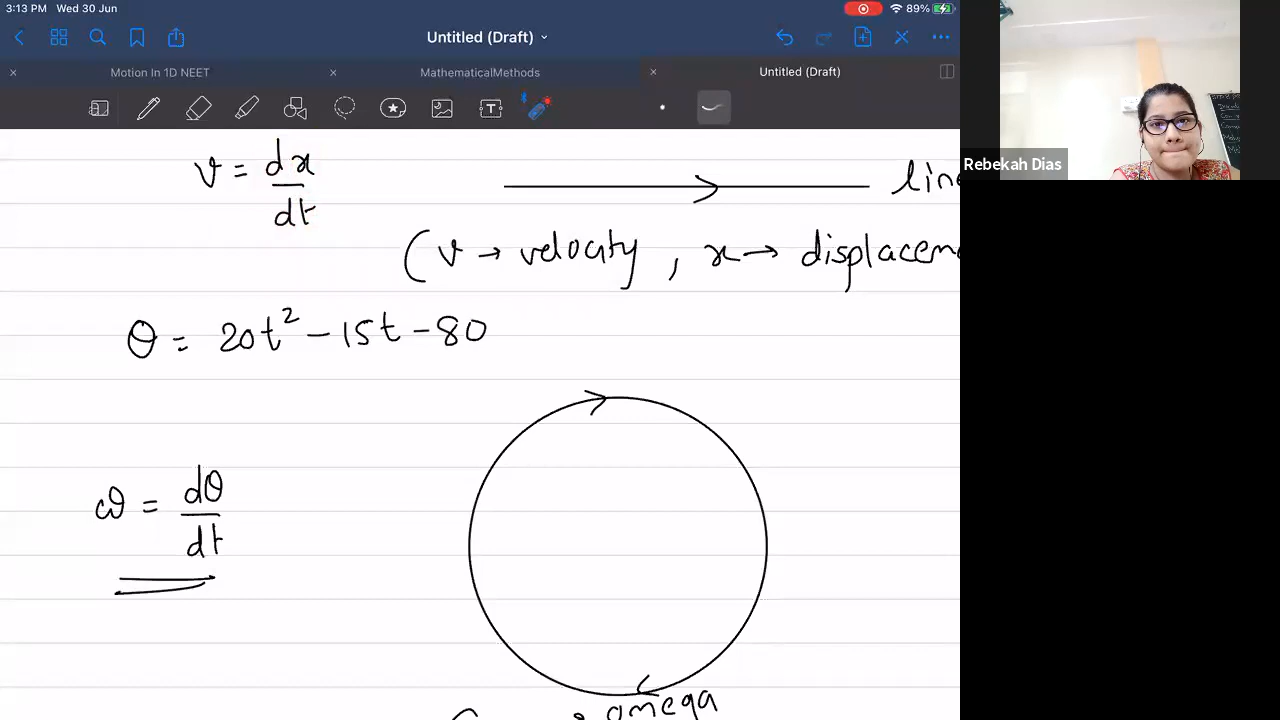 3:13 PM Wed 30 Jun
89%
Untitled (Draft)
Motion In 1D NEET
MathematicalMethods
Untitled (Draft)
v = dx
dt
(v → velocity, x → displacem
θ = 20t² - 15t - 80
ω = dθ
dt
omega
Rebekah Dias